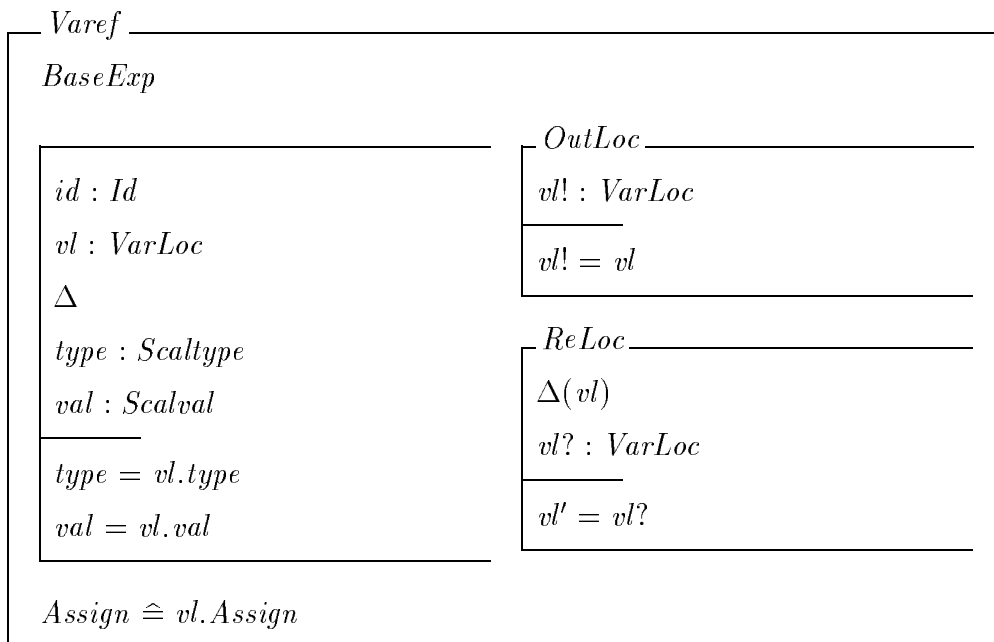 Varef
BaseExp
id : Id
vl : VarLoc
Δ
type : Scaltype
val : Scalval
type = vl.type
val = vl.val
OutLoc
vl! : VarLoc
vl! = vl
ReLoc
Δ(vl)
vl? : VarLoc
vl′ = vl?
Assign ≙ vl.Assign